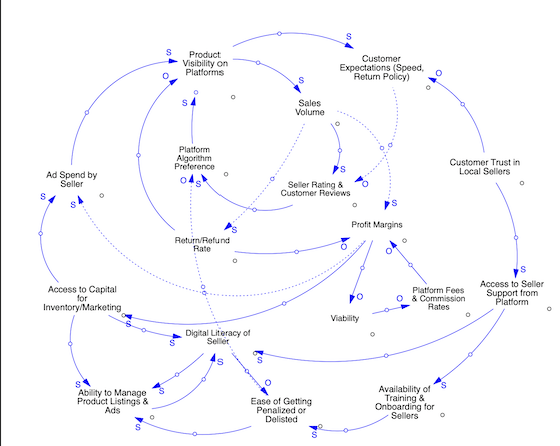 Product:
Visibility on
Platforms
S
O
S
S
Customer
Expectations (Speed,
Return Policy)
O
Sales
Volume
S
Platform
Algorithm
Preference
O
S
S
Seller Rating &
Customer Reviews
O
Customer Trust in
Local Sellers
Ad Spend by
Seller
S
S
S
Profit Margins
S
Return/Refund
Rate
O
O
O
Access to Capital
for
Inventory/Marketing
S
S
Platform Fees
& Commission
Rates
O
Viability
Access to Seller
Support from
Platform
S
Digital Literacy of
Seller
S
S
S
O
S
S
Ability to Manage
Product Listings &
Ads
S
Ease of Getting
Penalized or
Delisted
S
Availability of
Training &
Onboarding for
Sellers
S